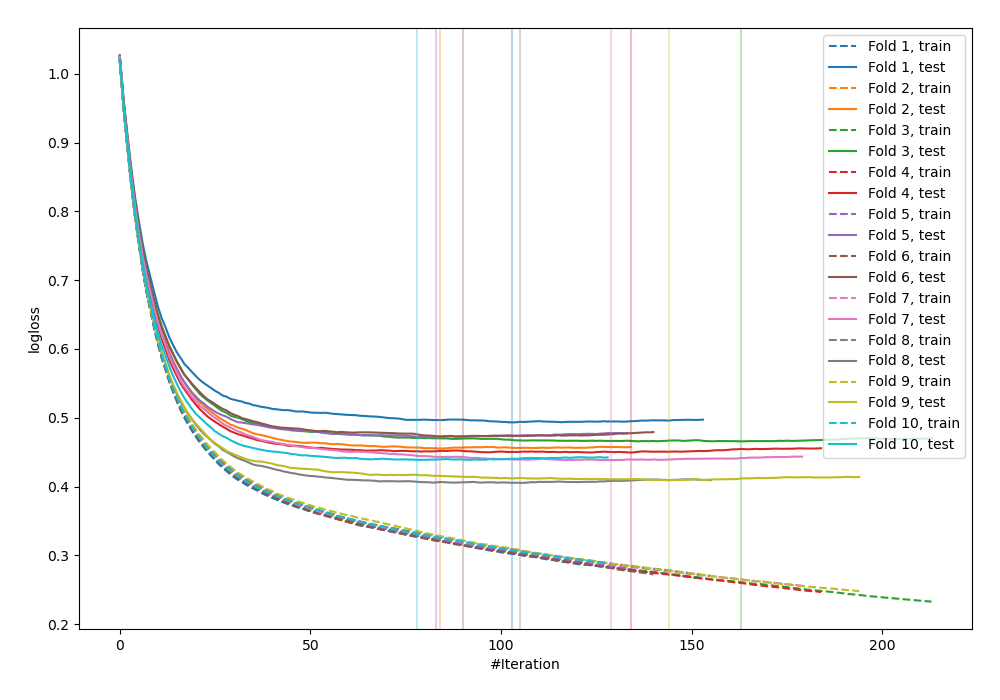 1.0
0.9
0.8
0.7
0.6
0.5
0.4
0.3
0.2
logloss
0
50
100
150
200
#Iteration
Fold 1, train
Fold 1, test
Fold 2, train
Fold 2, test
Fold 3, train
Fold 3, test
Fold 4, train
Fold 4, test
Fold 5, train
Fold 5, test
Fold 6, train
Fold 6, test
Fold 7, train
Fold 7, test
Fold 8, train
Fold 8, test
Fold 9, train
Fold 9, test
Fold 10, train
Fold 10, test